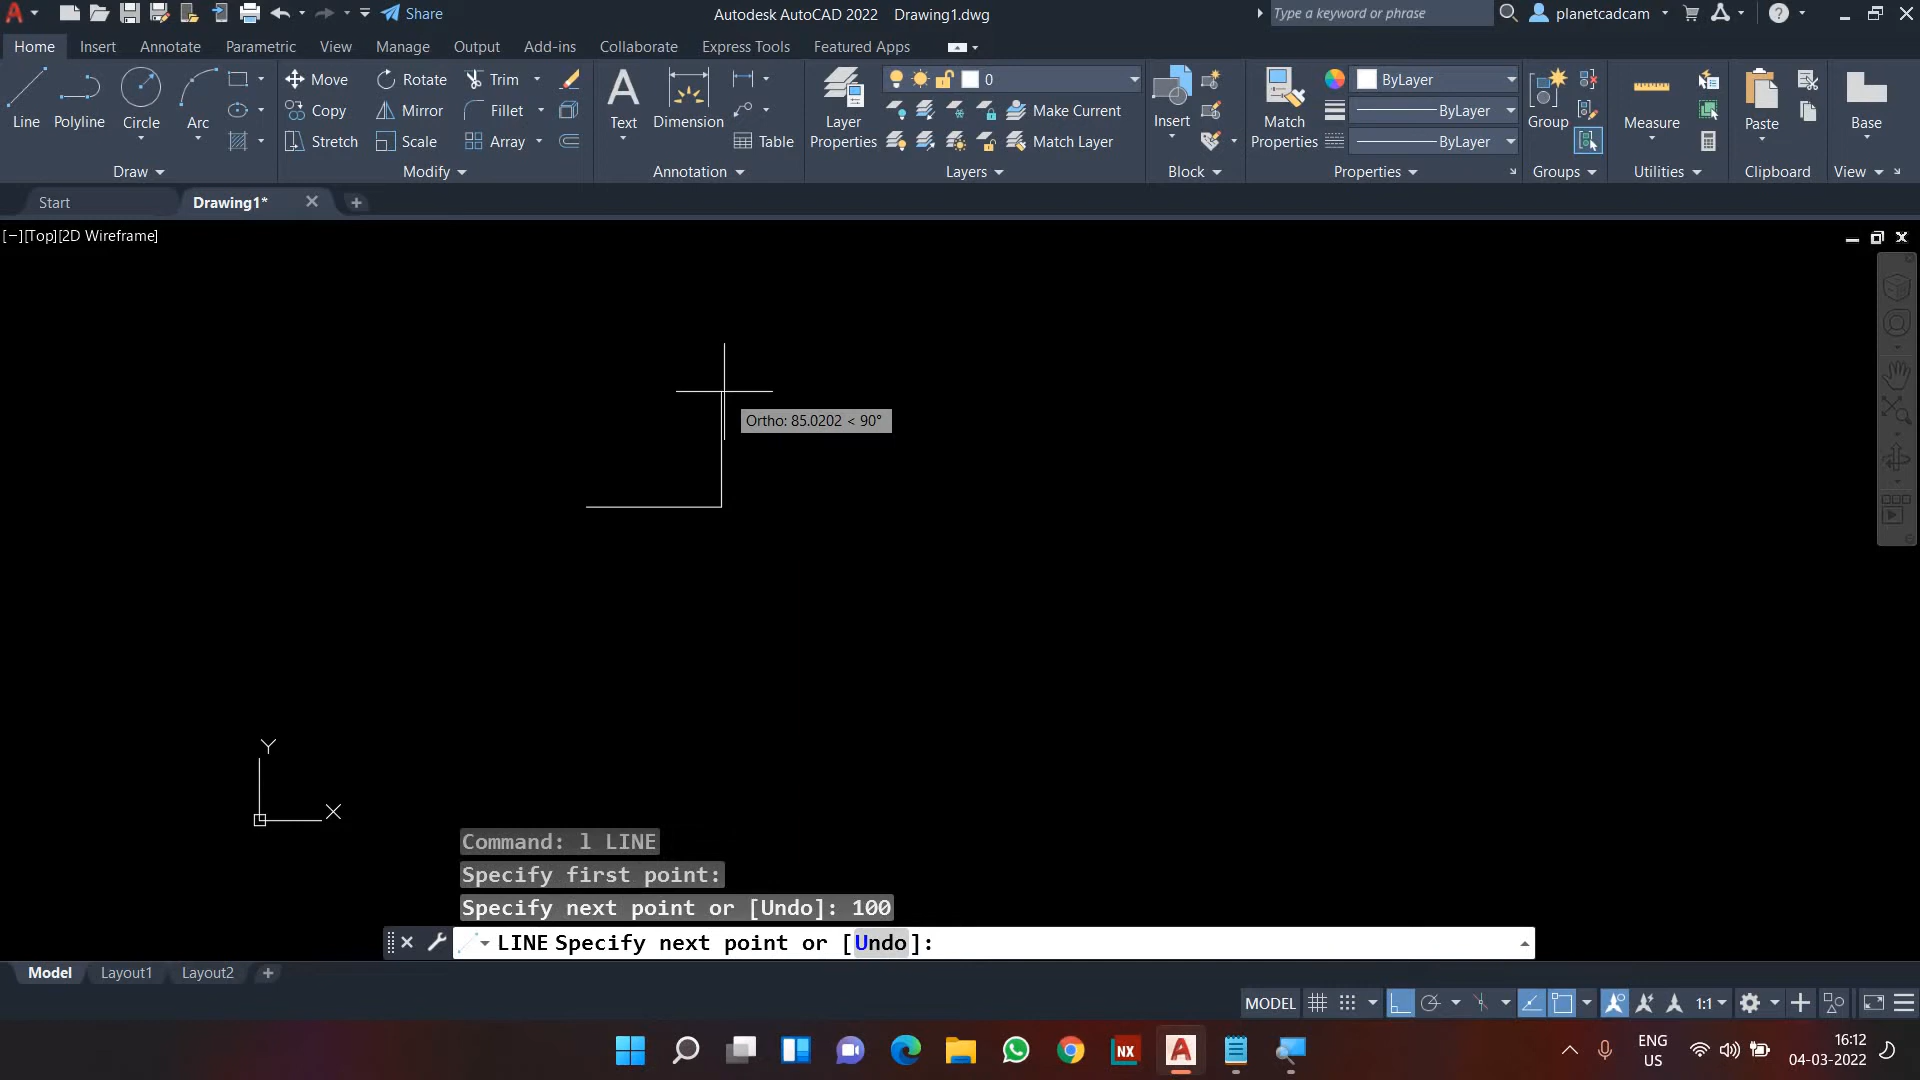 Share
Autodesk AutoCAD 2022 Drawing1.dwg
Type a keyword or phrase
planetcadcam
Home Insert Annotate Parametric View Manage Output Add-ins Collaborate Express Tools Featured Apps
Line Polyline Circle Arc
Move Rotate Trim
Copy Mirror Fillet
Stretch Scale Array
Text Dimension Table
Layer Properties
0
Make Current
Match Layer
Insert
Match Properties
ByLayer
ByLayer
ByLayer
Group
Measure
Paste
Base
Draw Modify Annotation Layers Block Properties Groups Utilities Clipboard View
Start Drawing1*
[−][Top][2D Wireframe]
Ortho: 85.0202 < 90°
Y
X
Command: l LINE
Specify first point:
Specify next point or [Undo]: 100
LINE Specify next point or [Undo]:
Model Layout1 Layout2
MODEL 1:1
NX
ENG
US
16:12
04-03-2022